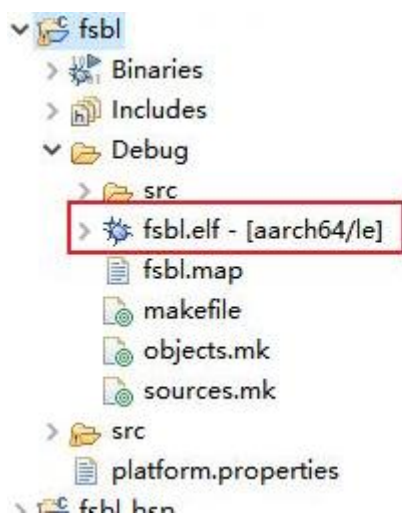 fsbl
Binaries
Includes
Debug
src
fsbl.elf - [aarch64/le]
fsbl.map
makefile
objects.mk
sources.mk
src
platform.properties
fsbl_bsp